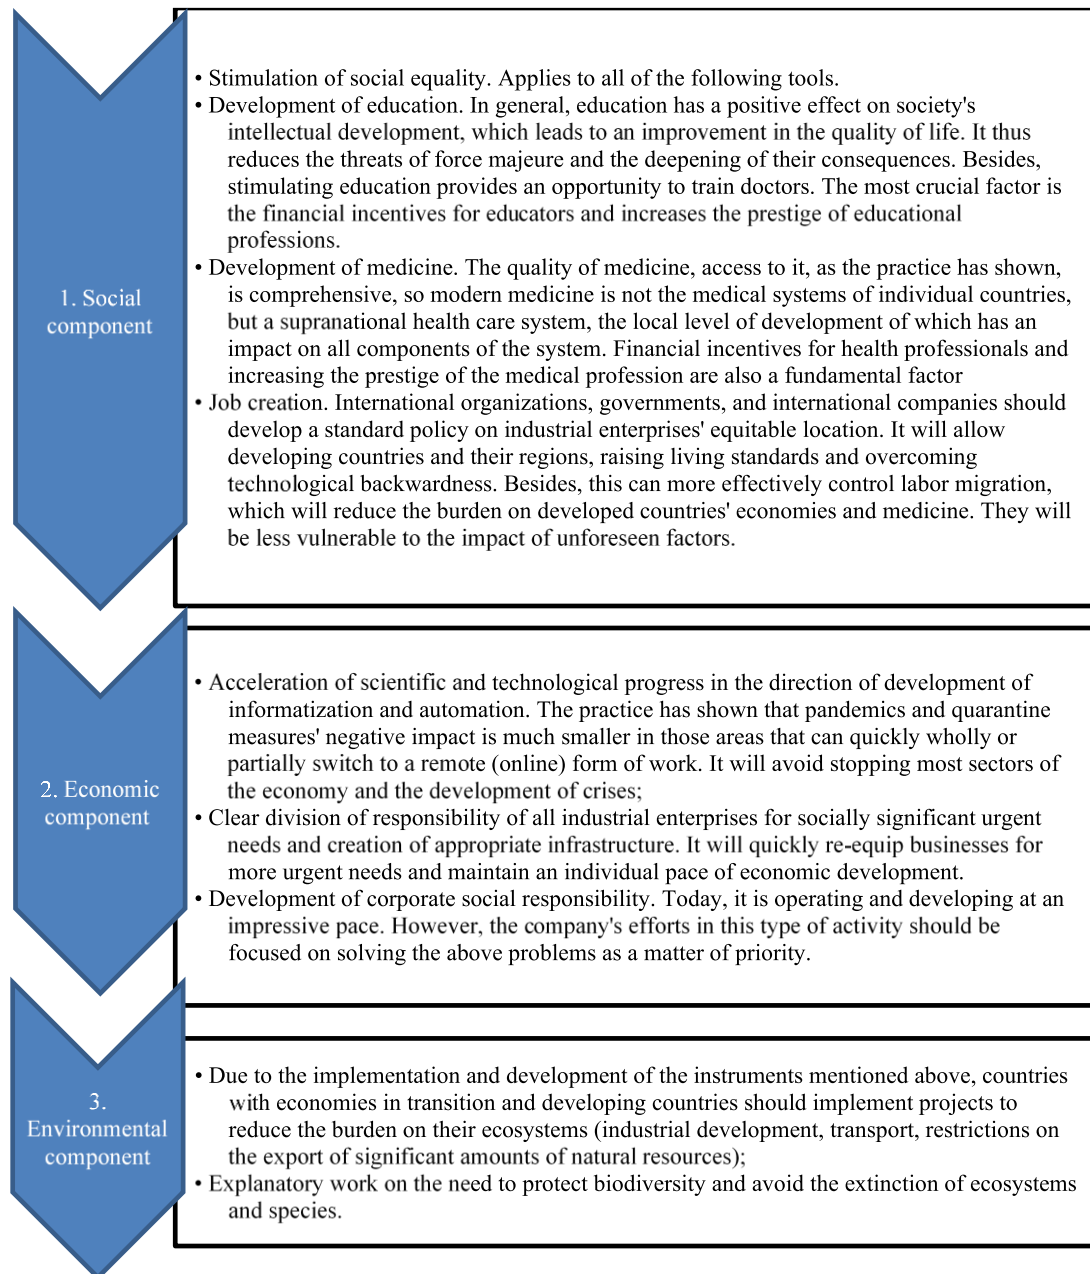 1. Social
component
• Stimulation of social equality. Applies to all of the following tools.
• Development of education. In general, education has a positive effect on society's
intellectual development, which leads to an improvement in the quality of life. It thus
reduces the threats of force majeure and the deepening of their consequences. Besides,
stimulating education provides an opportunity to train doctors. The most crucial factor is
the financial incentives for educators and increases the prestige of educational
professions.
• Development of medicine. The quality of medicine, access to it, as the practice has shown,
is comprehensive, so modern medicine is not the medical systems of individual countries,
but a supranational health care system, the local level of development of which has an
impact on all components of the system. Financial incentives for health professionals and
increasing the prestige of the medical profession are also a fundamental factor
• Job creation. International organizations, governments, and international companies should
develop a standard policy on industrial enterprises' equitable location. It will allow
developing countries and their regions, raising living standards and overcoming
technological backwardness. Besides, this can more effectively control labor migration,
which will reduce the burden on developed countries' economies and medicine. They will
be less vulnerable to the impact of unforeseen factors.
2. Economic
component
• Acceleration of scientific and technological progress in the direction of development of
informatization and automation. The practice has shown that pandemics and quarantine
measures' negative impact is much smaller in those areas that can quickly wholly or
partially switch to a remote (online) form of work. It will avoid stopping most sectors of
the economy and the development of crises;
• Clear division of responsibility of all industrial enterprises for socially significant urgent
needs and creation of appropriate infrastructure. It will quickly re-equip businesses for
more urgent needs and maintain an individual pace of economic development.
• Development of corporate social responsibility. Today, it is operating and developing at an
impressive pace. However, the company's efforts in this type of activity should be
focused on solving the above problems as a matter of priority.
3.
Environmental
component
• Due to the implementation and development of the instruments mentioned above, countries
with economies in transition and developing countries should implement projects to
reduce the burden on their ecosystems (industrial development, transport, restrictions on
the export of significant amounts of natural resources);
• Explanatory work on the need to protect biodiversity and avoid the extinction of ecosystems
and species.